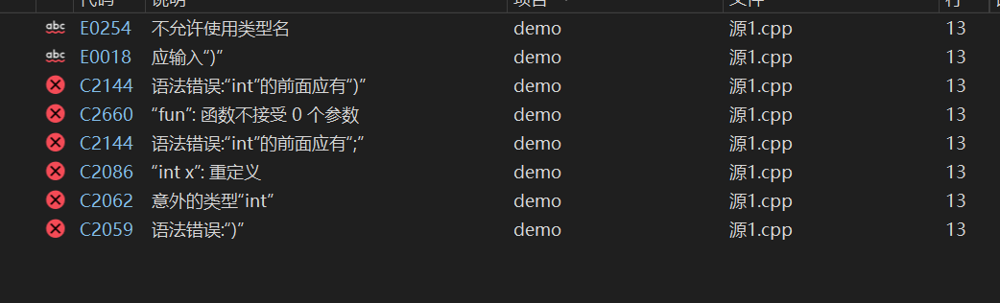 代码 说明 项目 文件 行
abc E0254 不允许使用类型名 demo 源1.cpp 13
abc E0018 应输入“)” demo 源1.cpp 13
C2144 语法错误:“int”的前面应有“)” demo 源1.cpp 13
C2660 “fun”: 函数不接受 0 个参数 demo 源1.cpp 13
C2144 语法错误:“int”的前面应有“;” demo 源1.cpp 13
C2086 “int x”: 重定义 demo 源1.cpp 13
C2062 意外的类型“int” demo 源1.cpp 13
C2059 语法错误:“)” demo 源1.cpp 13